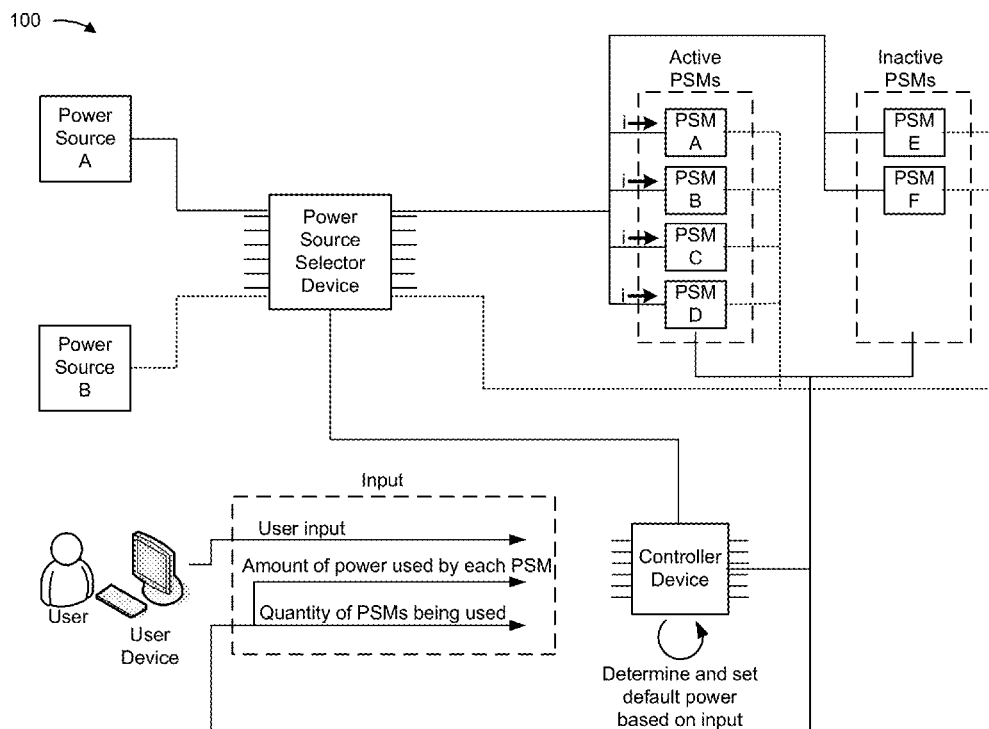 100
Power
Source
A
Power
Source
B
Power
Source
Selector
Device
Active
PSMs
i
PSM
A
i
PSM
B
i
PSM
C
i
PSM
D
Inactive
PSMs
PSM
E
PSM
F
Input
User input
Amount of power used by each PSM
Quantity of PSMs being used
User
User
Device
Controller
Device
Determine and set
default power
based on input